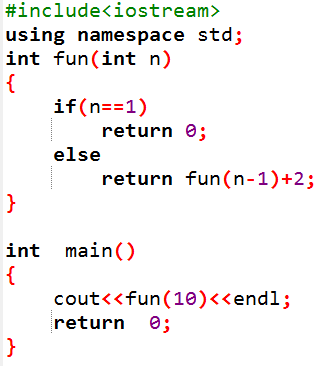 #include<iostream>
using namespace std;
int fun(int n)
{
    if(n==1)
        return 0;
    else
        return fun(n-1)+2;
}

int  main()
{
    cout<<fun(10)<<endl;
    return  0;
}